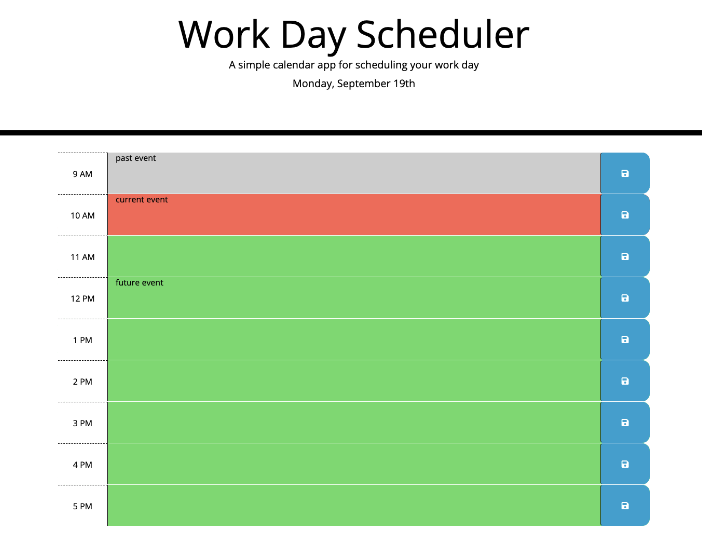 Work Day Scheduler
A simple calendar app for scheduling your work day
Monday, September 19th
9 AM
past event
10 AM
current event
11 AM
12 PM
future event
1 PM
2 PM
3 PM
4 PM
5 PM